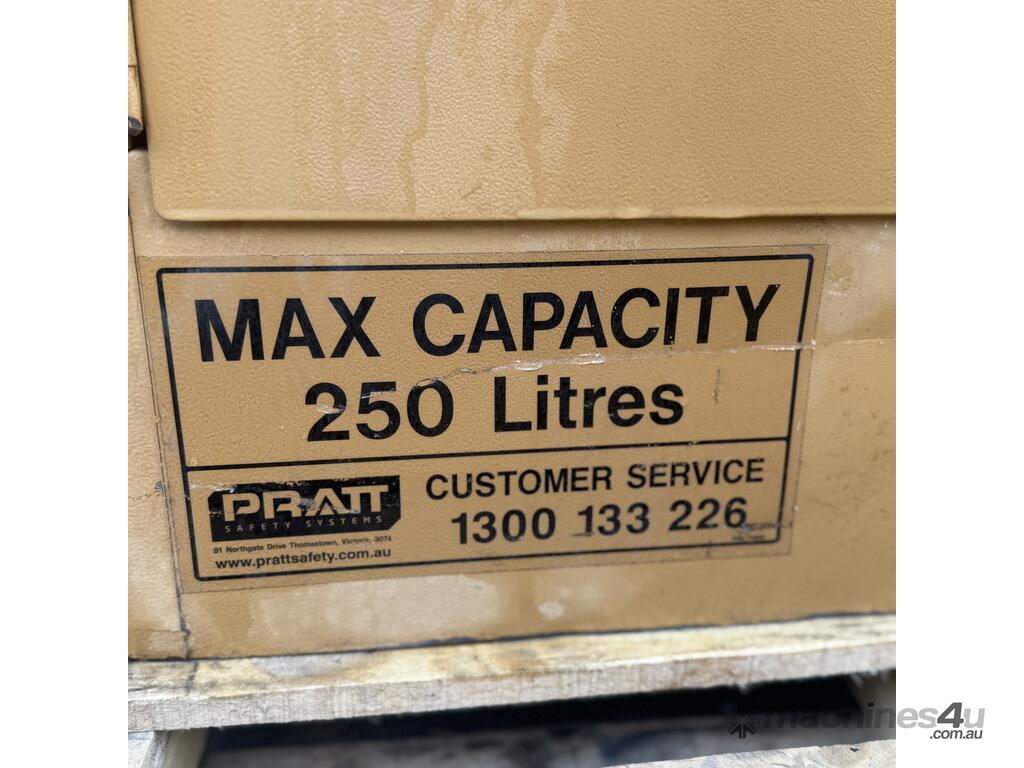 MAX CAPACITY
250 Litres
PRATT
SAFETY SYSTEMS
91 Northgate Drive Thomastown, Victoria, 3074
www.prattsafety.com.au
CUSTOMER SERVICE
1300 133 226
machines4u
.com.au